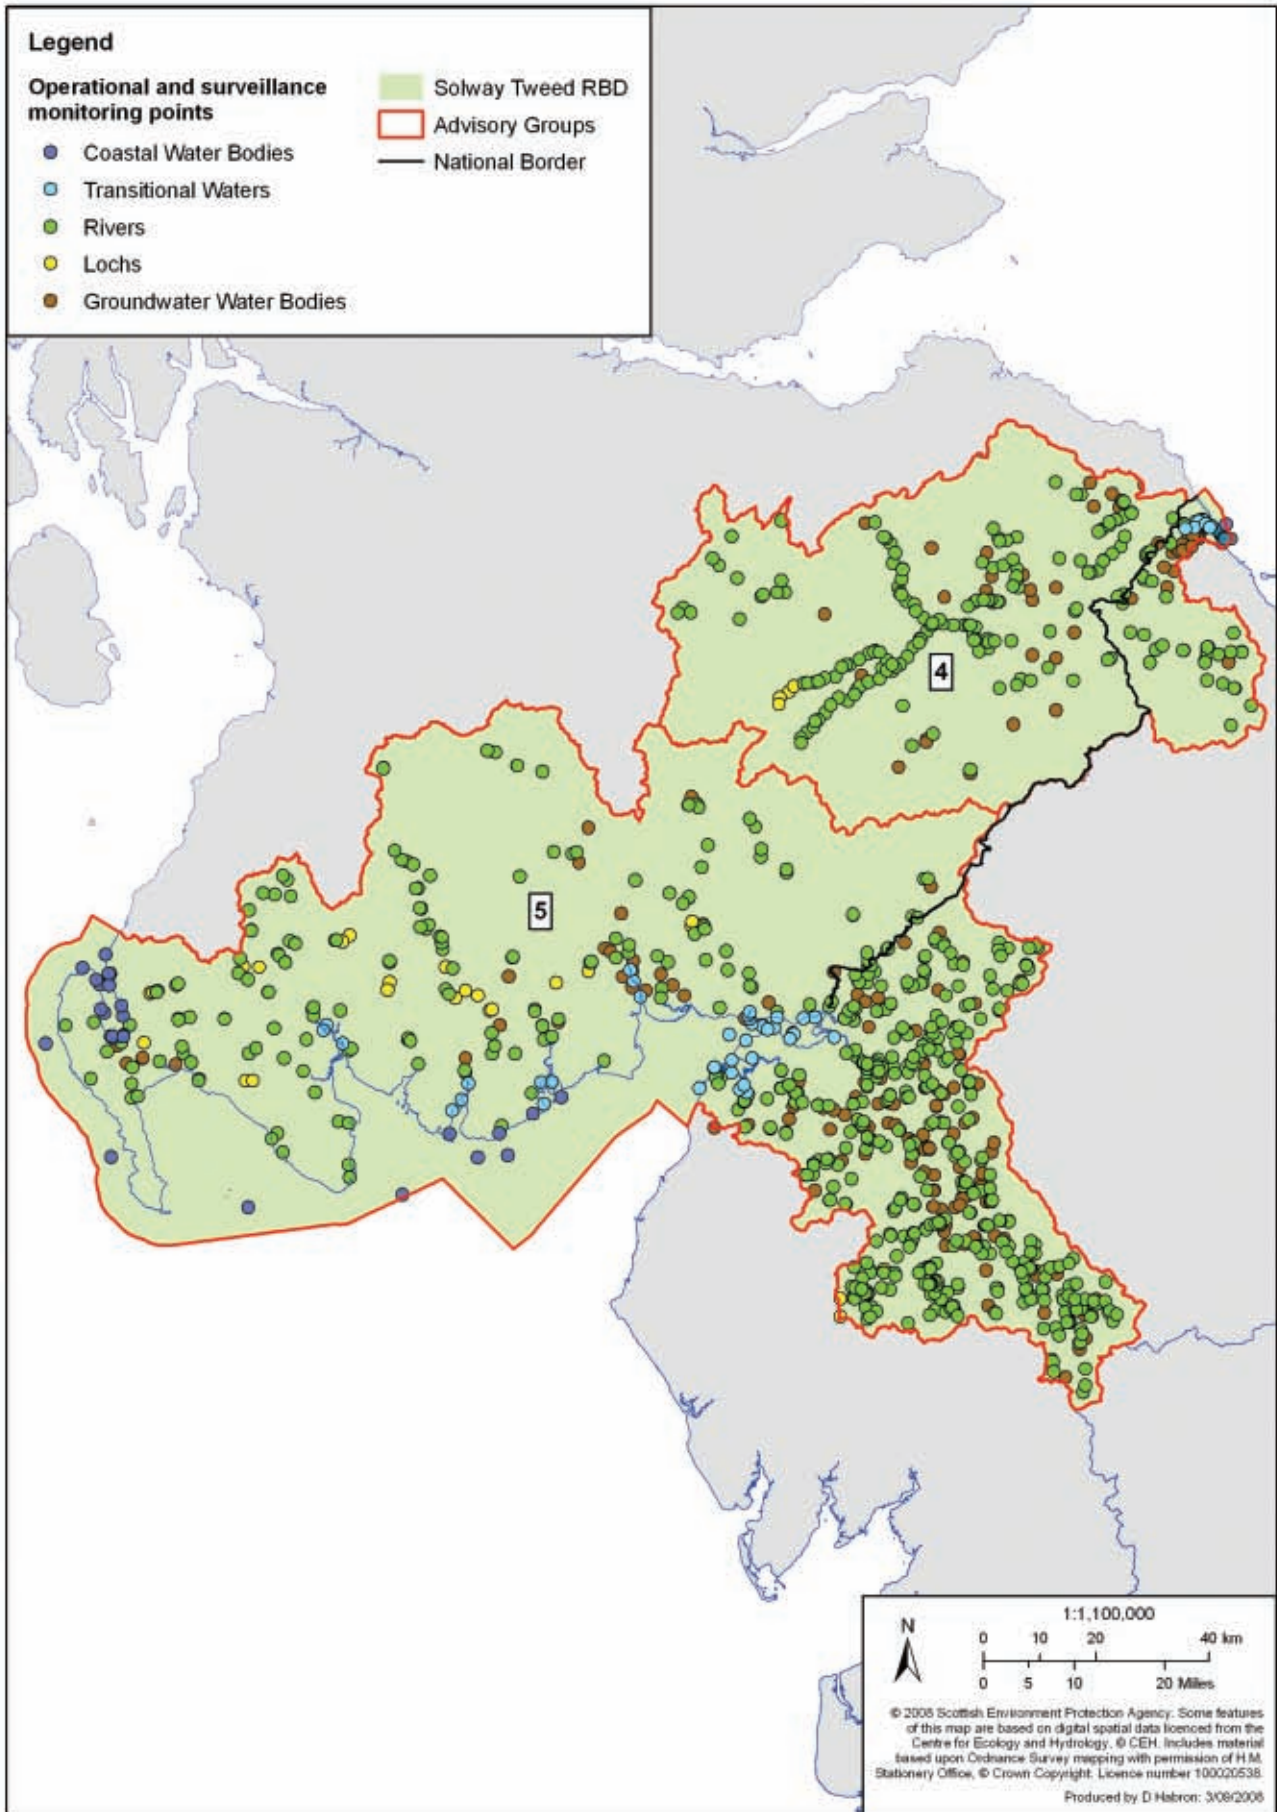 Legend
Operational and surveillance
monitoring points
Coastal Water Bodies
Transitional Waters
Rivers
Lochs
Groundwater Water Bodies
Solway Tweed RBD
Advisory Groups
National Border
4
5
N
1:1,100,000
0 10 20 40 km
0 5 10 20 Miles
© 2008 Scottish Environment Protection Agency. Some features
of this map are based on digital spatial data licenced from the
Centre for Ecology and Hydrology, © CEH. Includes material
based upon Ordnance Survey mapping with permission of H.M.
Stationery Office, © Crown Copyright. Licence number 100020538.
Produced by D Habron: 3/09/2008